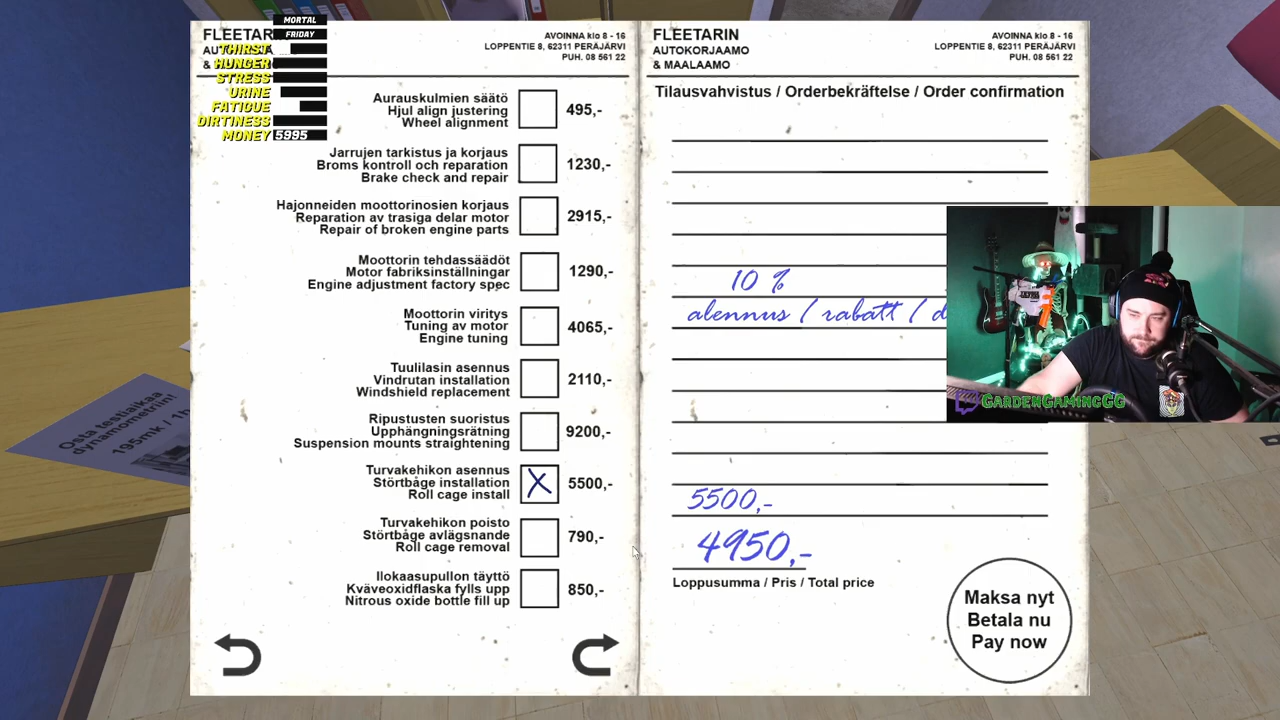 MORTAL
FRIDAY
THIRST
HUNGER
STRESS
URINE
FATIGUE
DIRTINESS
MONEY 5995
FLEETARIN
& MAALAAMO
AVOINNA klo 8 - 16
LOPPENTIE 8, 62311 PERÄJÄRVI
PUH. 08 561 22
Aurauskulmien säätö
Hjul align justering
Wheel alignment
495,-
Jarrujen tarkistus ja korjaus
Broms kontroll och reparation
Brake check and repair
1230,-
Hajonneiden moottorinosien korjaus
Reparation av trasiga delar motor
Repair of broken engine parts
2915,-
Moottorin tehdassäädöt
Motor fabriksinställningar
Engine adjustment factory spec
1290,-
Moottorin viritys
Tuning av motor
Engine tuning
4065,-
Tuulilasin asennus
Vindrutan installation
Windshield replacement
2110,-
Ripustusten suoristus
Upphängningsrätning
Suspension mounts straightening
9200,-
Turvakehikon asennus
Störtbåge installation
Roll cage install
X
5500,-
Turvakehikon poisto
Störtbåge avlägsnande
Roll cage removal
790,-
Ilokaasupullon täyttö
Kväveoxidflaska fylls upp
Nitrous oxide bottle fill up
850,-
FLEETARIN
AUTOKORJAAMO
& MAALAAMO
AVOINNA klo 8 - 16
LOPPENTIE 8, 62311 PERÄJÄRVI
PUH. 08 561 22
Tilausvahvistus / Orderbekräftelse / Order confirmation
10 %
alennus / rabatt / d
5500,-
4950,-
Loppusumma / Pris / Total price
Maksa nyt
Betala nu
Pay now
Osta testiaikaa
dynamometriin!
195mk / 1h
GARDENGAMINGGG